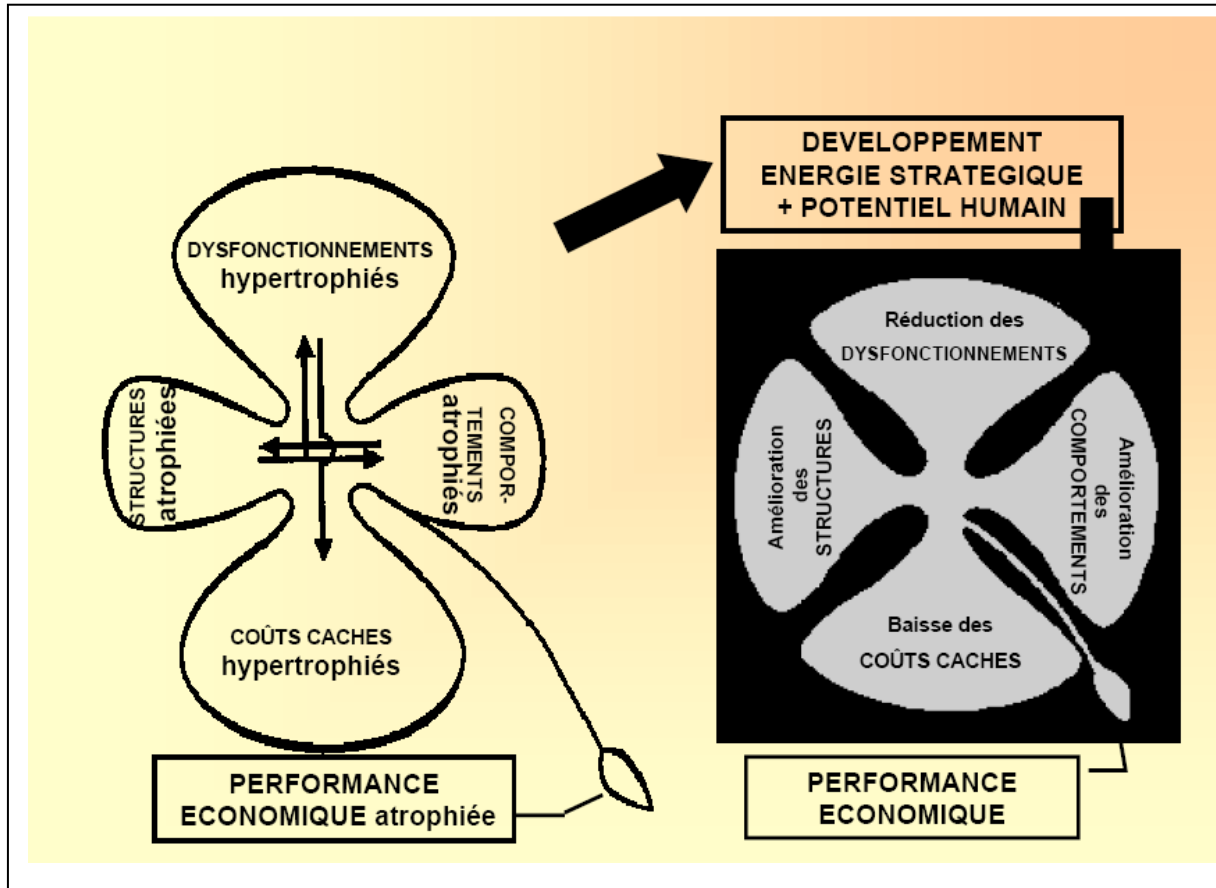 DYSFONCTIONNEMENTS
hypertrophiés
STRUCTURES
atrophiées
COMPOR-
TEMENTS
atrophiés
COÛTS CACHES
hypertrophiés
PERFORMANCE
ECONOMIQUE atrophiée
DEVELOPPEMENT
ENERGIE STRATEGIQUE
+ POTENTIEL HUMAIN
Réduction des
DYSFONCTIONNEMENTS
Amélioration
des
STRUCTURES
Amélioration
des
COMPORTEMENTS
Baisse des
COÛTS CACHES
PERFORMANCE
ECONOMIQUE